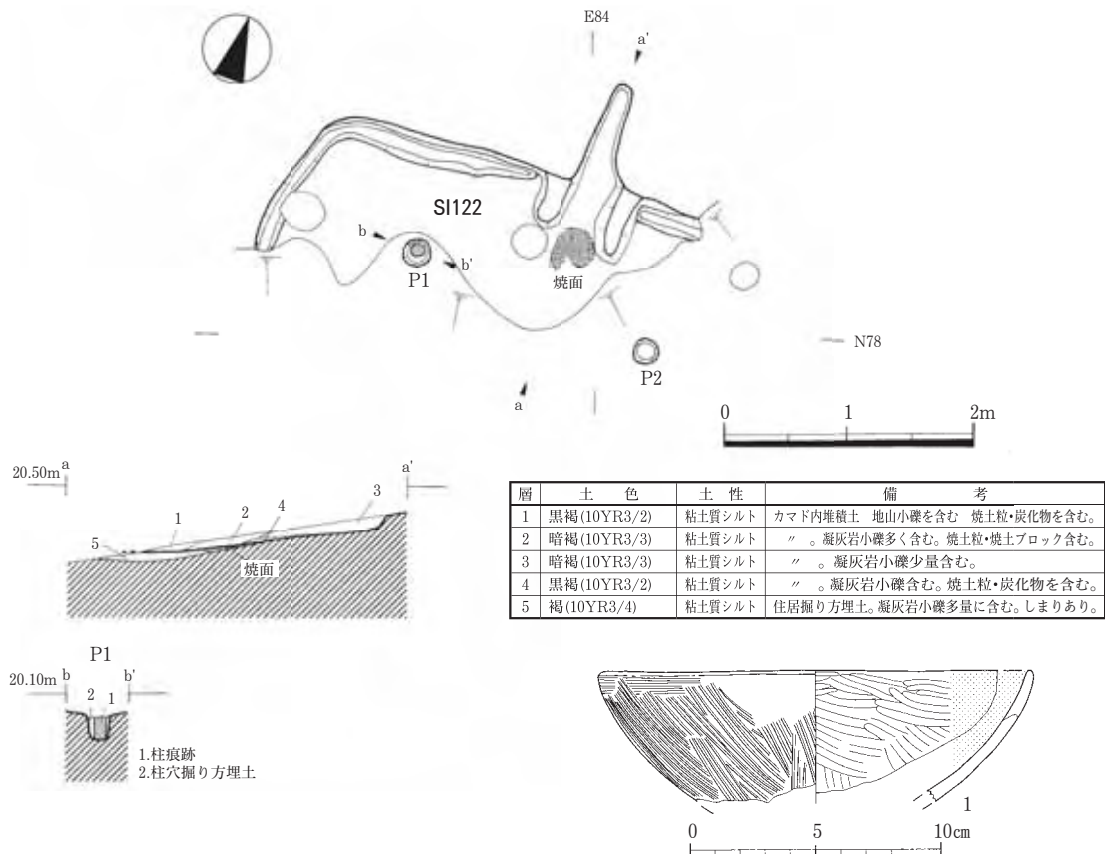 E84
a'
SI122
b
b'
P1
焼面
N78
P2
a
0 1 2m
20.50m a a'
1 2 4 3
5
焼面
層 土 色 土 性 備 考
1 黒褐(10YR3/2) 粘土質シルト カマド内堆積土 地山小礫を含む 焼土粒・炭化物を含む。
2 暗褐(10YR3/3) 粘土質シルト 〃 。凝灰岩小礫多く含む。焼土粒・焼土ブロック含む。
3 暗褐(10YR3/3) 粘土質シルト 〃 。凝灰岩小礫少量含む。
4 黒褐(10YR3/2) 粘土質シルト 〃 。凝灰岩小礫含む。焼土粒・炭化物を含む。
5 褐(10YR3/4) 粘土質シルト 住居掘り方埋土。凝灰岩小礫多量に含む。しまりあり。
P1
20.10m b b'
2 1
1.柱痕跡
2.柱穴掘り方埋土
1
0 5 10cm